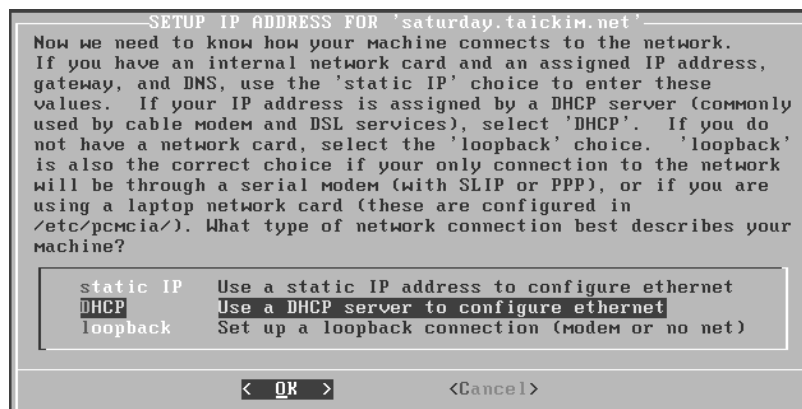 SETUP IP ADDRESS FOR 'saturday.taickim.net'
Now we need to know how your machine connects to the network.
If you have an internal network card and an assigned IP address,
gateway, and DNS, use the 'static IP' choice to enter these
values.  If your IP address is assigned by a DHCP server (commonly
used by cable modem and DSL services), select 'DHCP'.  If you do
not have a network card, select the 'loopback' choice.  'loopback'
is also the correct choice if your only connection to the network
will be through a serial modem (with SLIP or PPP), or if you are
using a laptop network card (these are configured in
/etc/pcmcia/). What type of network connection best describes your
machine?
static IP  Use a static IP address to configure ethernet
DHCP  Use a DHCP server to configure ethernet
loopback  Set up a loopback connection (modem or no net)
< OK > <Cancel>